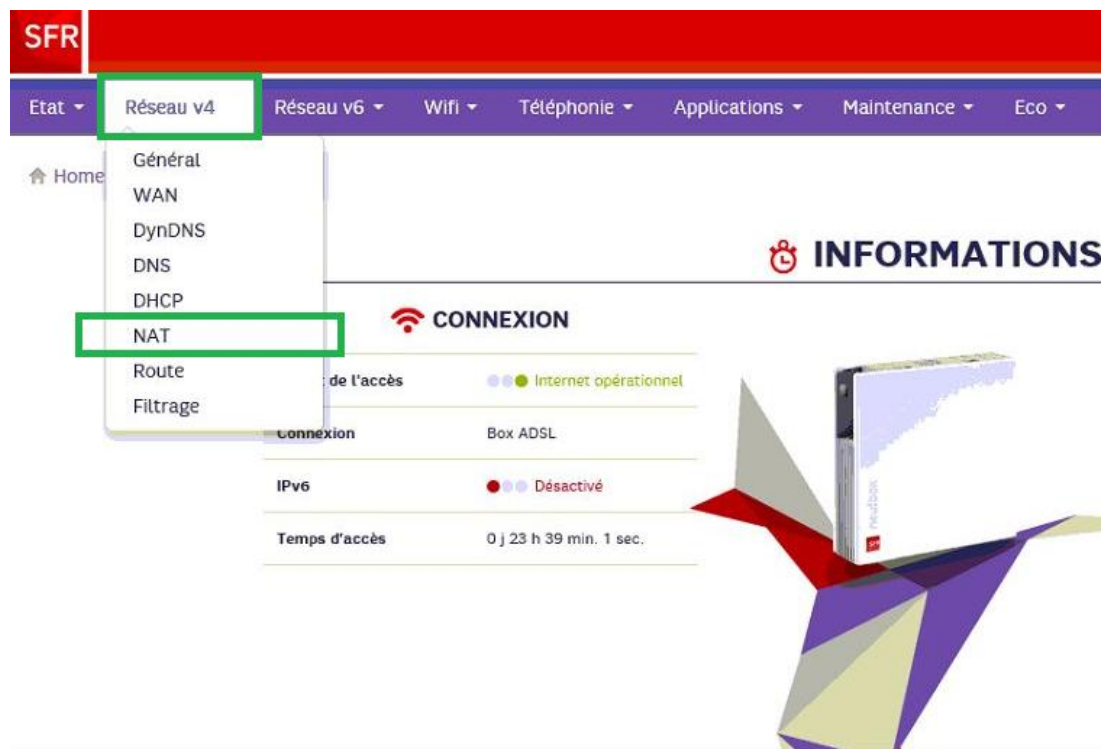 SFR
Etat Réseau v4 Réseau v6 Wifi Téléphonie Applications Maintenance Eco
Home
Général
WAN
DynDNS
DNS
DHCP
NAT
Route
Filtrage
INFORMATIONS
CONNEXION
de l'accès Internet opérationnel
Connexion Box ADSL
IPv6 Désactivé
Temps d'accès 0 j 23 h 39 min. 1 sec.
neufbox
SFR